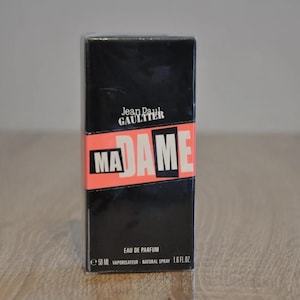 Jean Paul
GAULTIER
MADAME
EAU DE PARFUM
℮ 50 ML VAPORISATEUR - NATURAL SPRAY 1.6 FL.OZ.